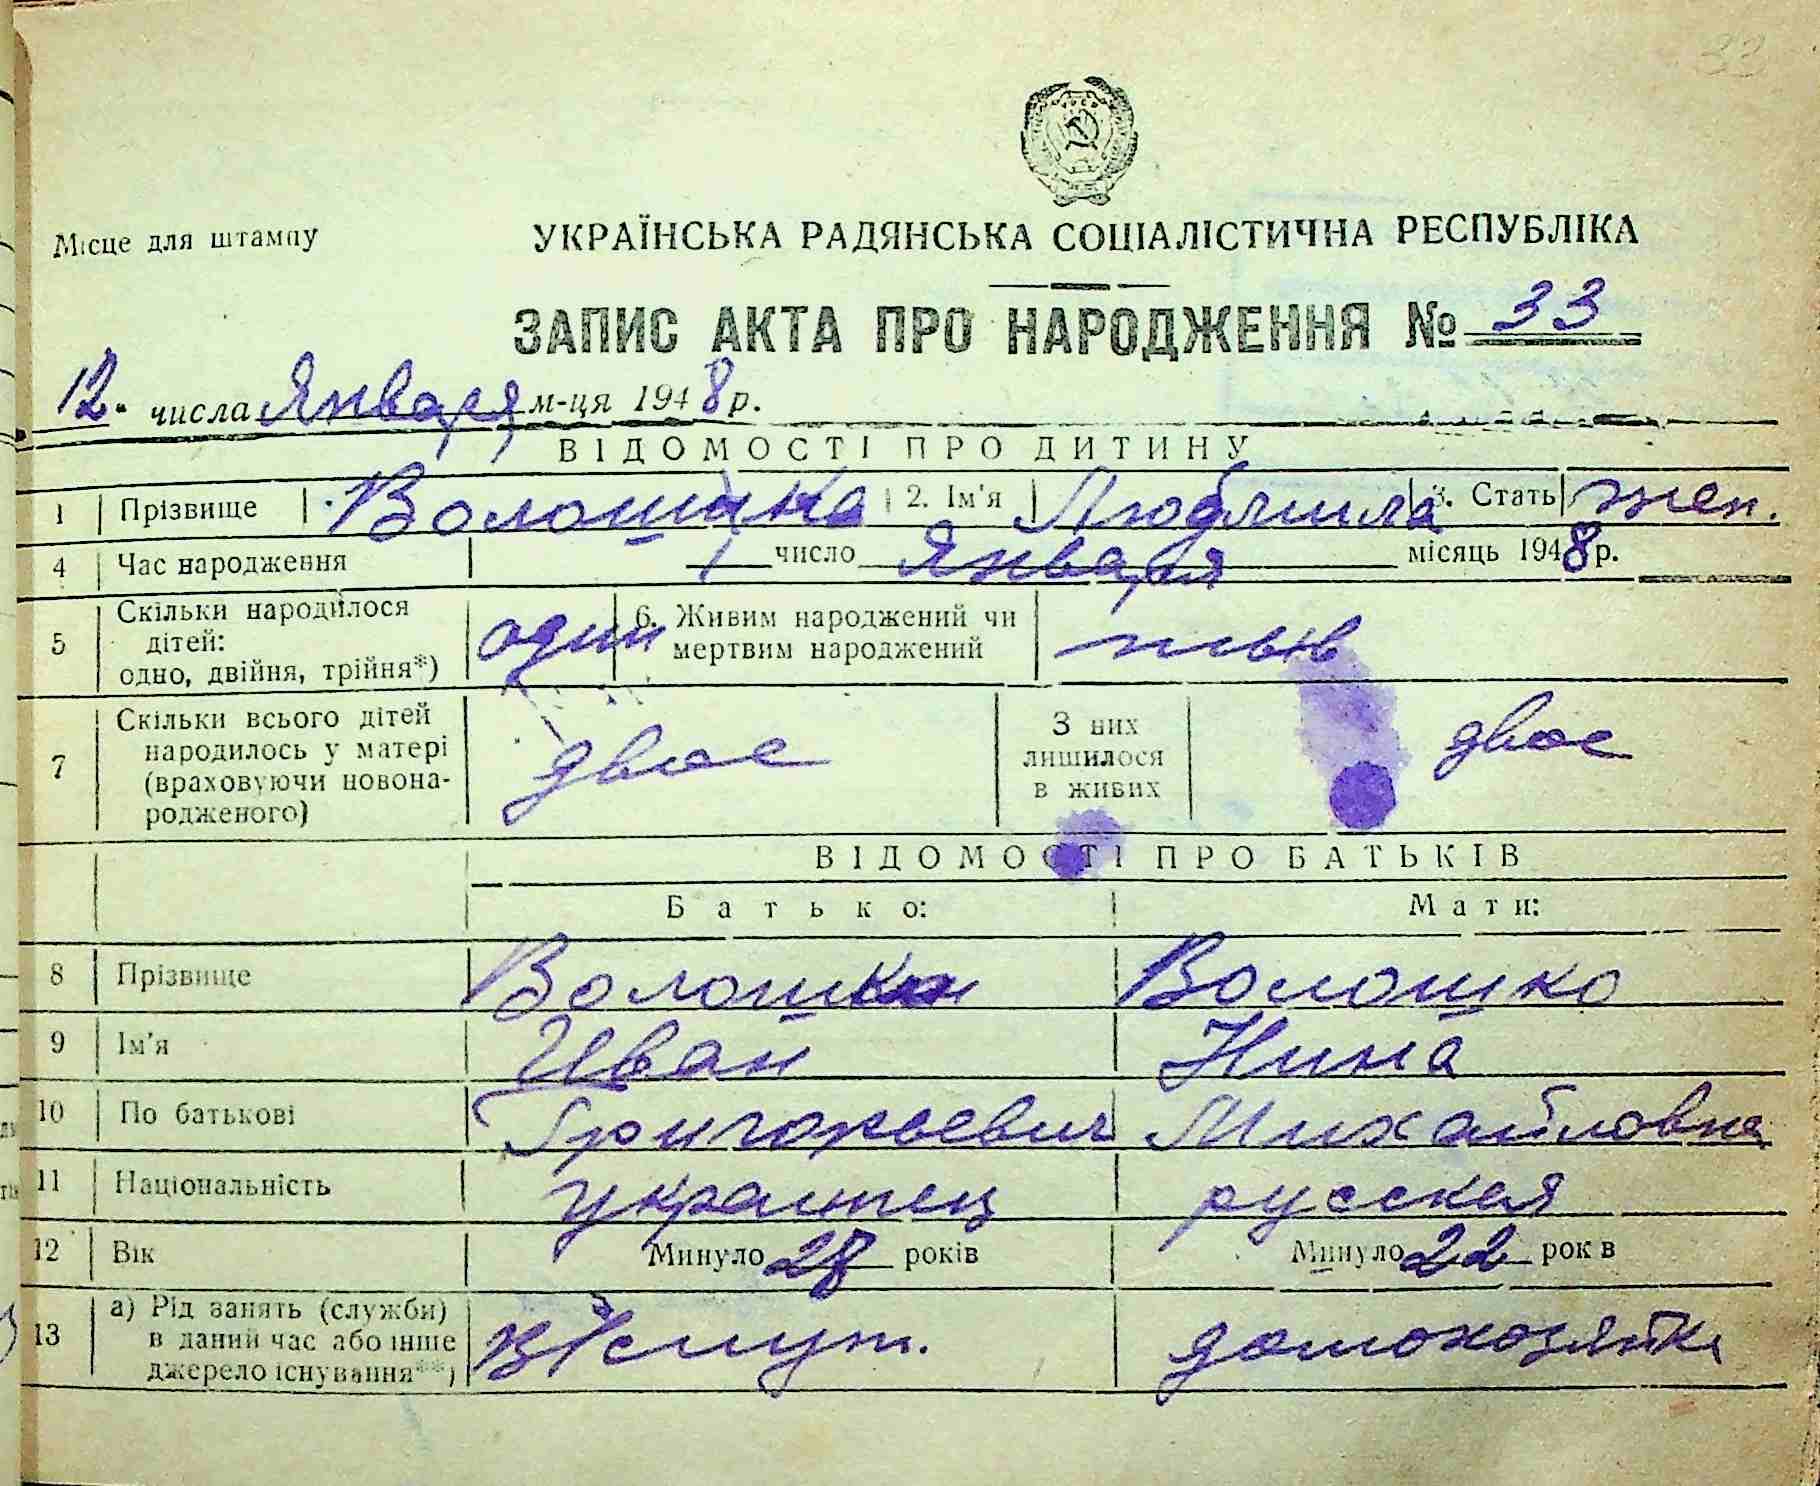 33
Місце для штампу
УКРАЇНСЬКА РАДЯНСЬКА СОЦІАЛІСТИЧНА РЕСПУБЛІКА
ЗАПИС АКТА ПРО НАРОДЖЕННЯ № 33
12. числа Января м-ця 1948 р.
ВІДОМОСТІ ПРО ДИТИНУ
1 Прізвище Волошина 2. Ім'я Людмила 3. Стать жен.
4 Час народження 1 число Января місяць 1948 р.
5 Скільки народилося дітей: одно, двійня, трійня*) один 6. Живим народжений чи мертвим народжений жив
7 Скільки всього дітей народилось у матері (враховуючи новонародженого) двое З них лишилося в живих двое
ВІДОМОСТІ ПРО БАТЬКІВ
Батько: Мати:
8 Прізвище Волошко
9 Ім'я Иван Нина
10 По батькові Григорьевич Михайловна
11 Національність украинец русская
12 Вік Минуло 28 років Минуло 22 років
13 а) Рід занять (служби) в даний час або інше джерело існування**) в/служ. домохозяйка